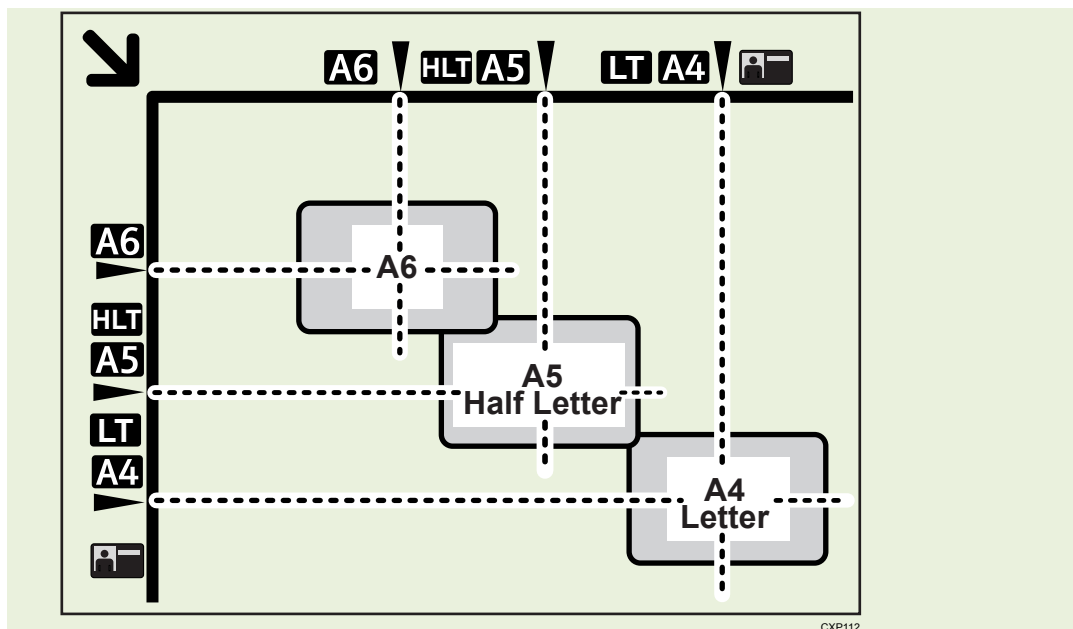 A6 HLT A5 LT A4
A6
A6
HLT
A5
A5
Half Letter
LT
A4
A4
Letter
CXP112